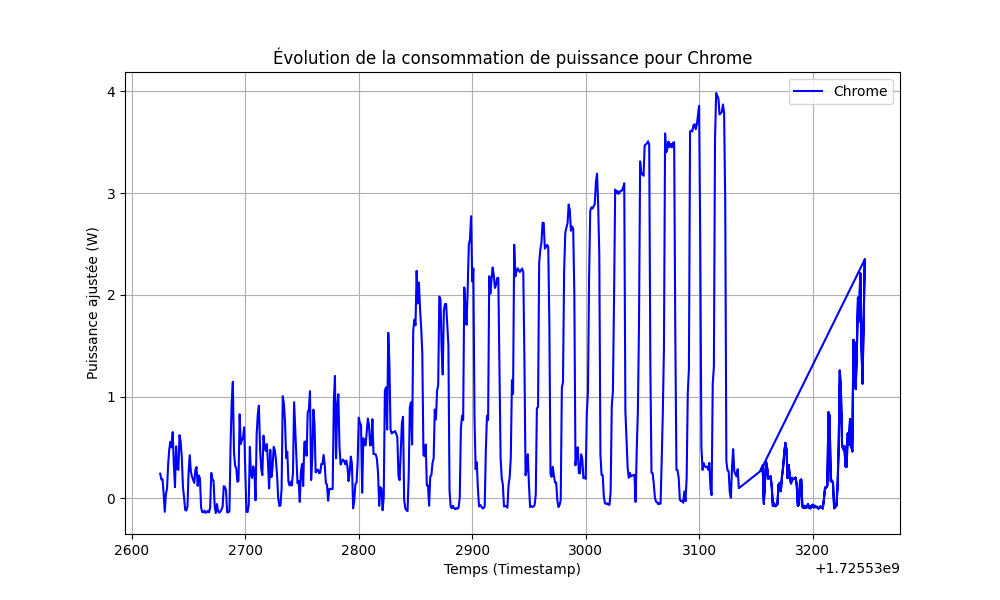 Évolution de la consommation de puissance pour Chrome
Chrome
Puissance ajustée (W)
4
3
2
1
0
2600 2700 2800 2900 3000 3100 3200
+1.72553e9
Temps (Timestamp)